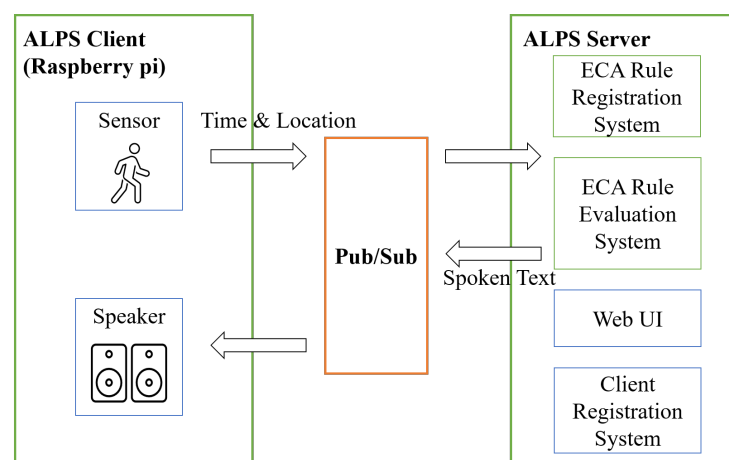 ALPS Client
(Raspberry pi)
Sensor
Time & Location
Speaker
Pub/Sub
Spoken Text
ALPS Server
ECA Rule
Registration
System
ECA Rule
Evaluation
System
Web UI
Client
Registration
System